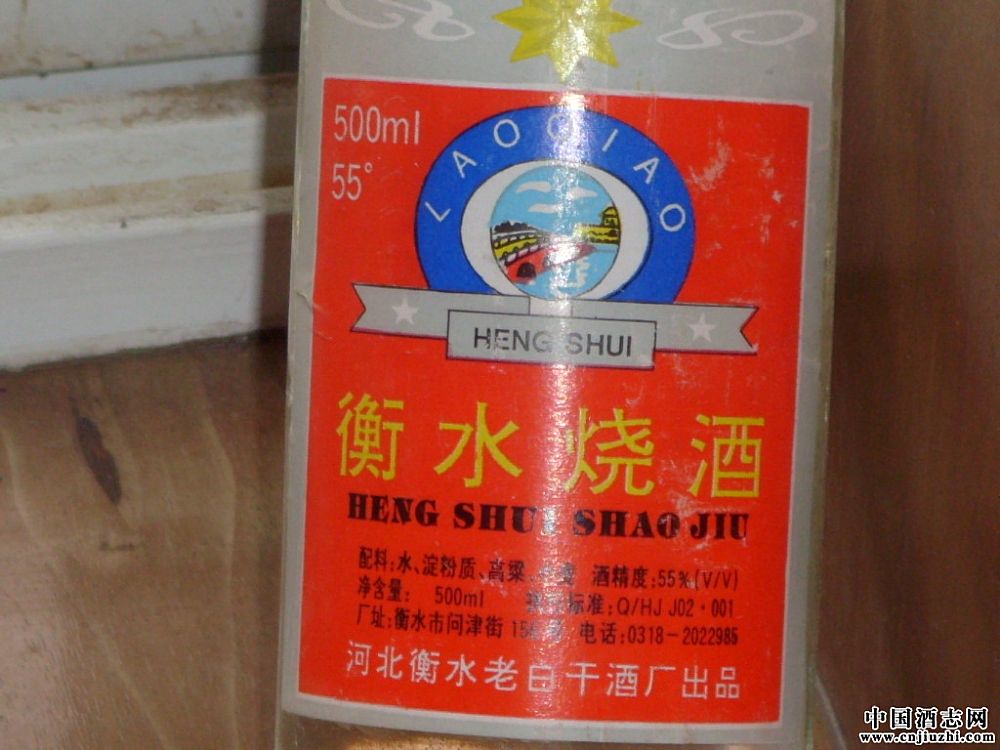 500ml
55°
LAOQIAO
HENG SHUI
衡水烧酒
HENG SHUI SHAO JIU
配料:水、淀粉质、高粱、 酒精度:55%(V/V)
净含量: 500ml 标准:Q/HJ J02·001
厂址:衡水市问津街 电话:0318-2022985
河北衡水老白干酒厂出品
中国酒志网
www.cnjiuzhi.com